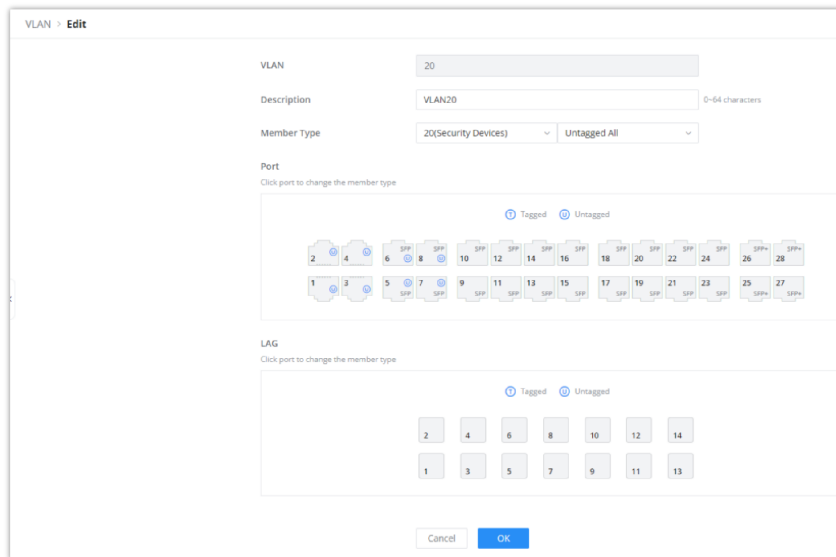 VLAN > Edit
VLAN 20
Description VLAN20 0~64 characters
Member Type 20(Security Devices) Untagged All
Port
Click port to change the member type
T Tagged U Untagged
SFP SFP SFP SFP SFP SFP SFP SFP SFP SFP SFP+ SFP+
2 U 4 U 6 U 8 U 10 12 14 16 18 20 22 24 26 28
1 U 3 U 5 U 7 U 9 11 13 15 17 19 21 23 25 27
SFP SFP SFP SFP SFP SFP SFP SFP SFP SFP SFP+ SFP+
LAG
Click port to change the member type
T Tagged U Untagged
2 4 6 8 10 12 14
1 3 5 7 9 11 13
Cancel OK